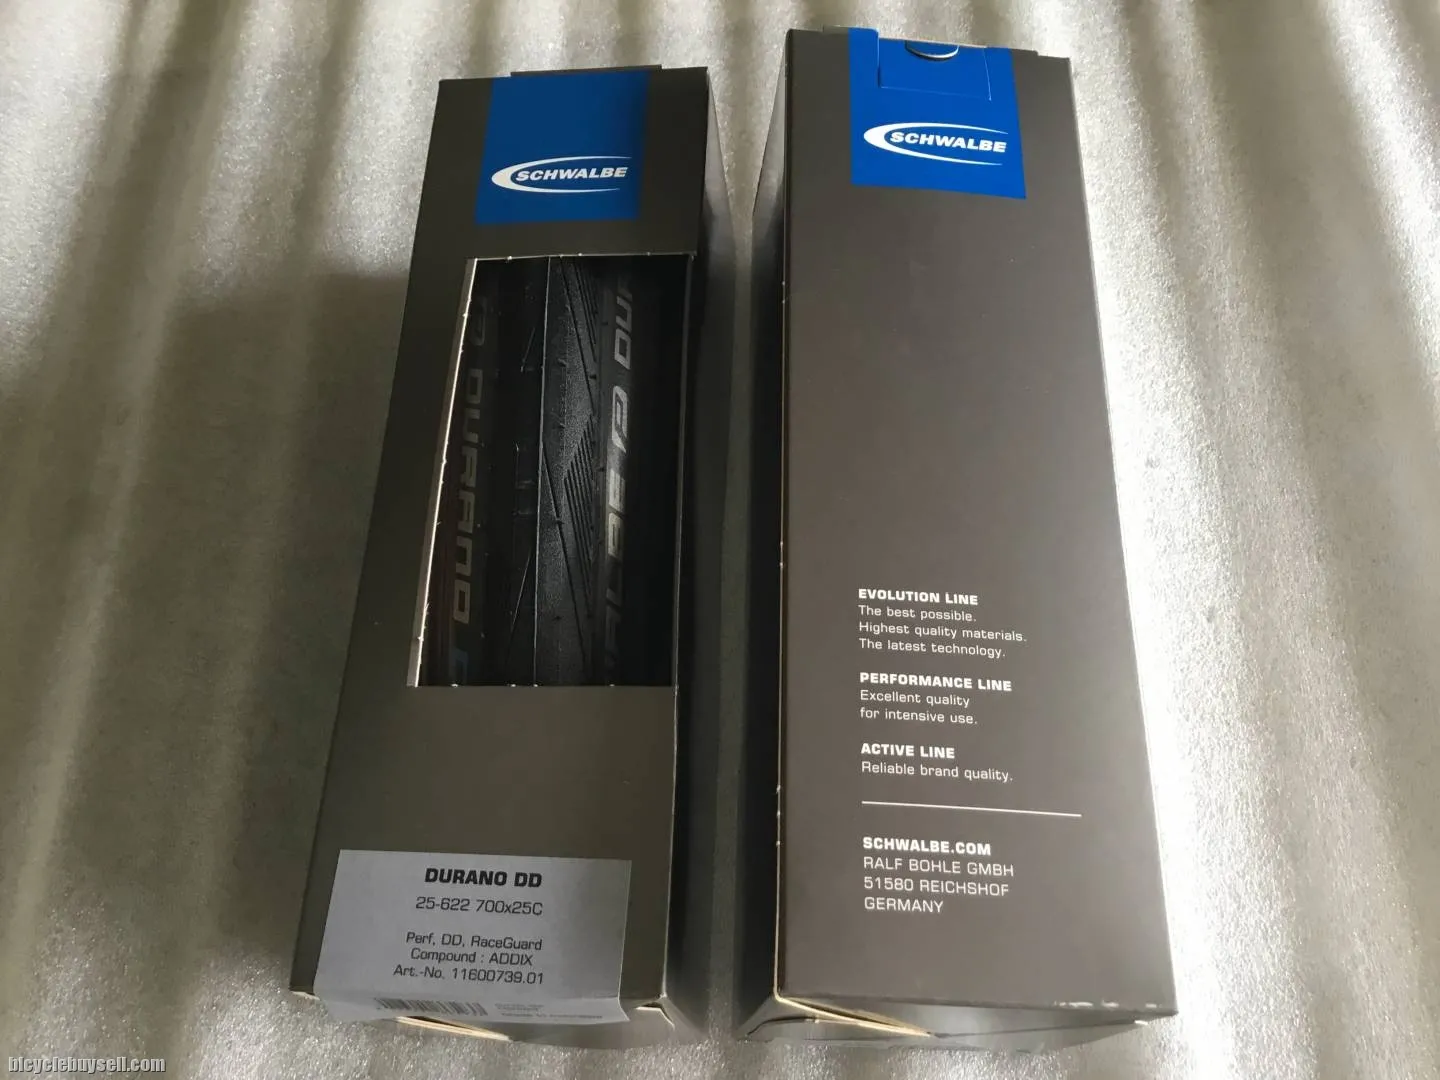 SCHWALBE
DURANO
DUR
ALBE
DURANO DD
25-622 700x25C
Perf, DD, RaceGuard
Compound : ADDIX
Art.-No. 11600739.01
SCHWALBE
EVOLUTION LINE
The best possible.
Highest quality materials.
The latest technology.
PERFORMANCE LINE
Excellent quality
for intensive use.
ACTIVE LINE
Reliable brand quality.
SCHWALBE.COM
RALF BOHLE GMBH
51580 REICHSHOF
GERMANY
bicyclebuysell.com